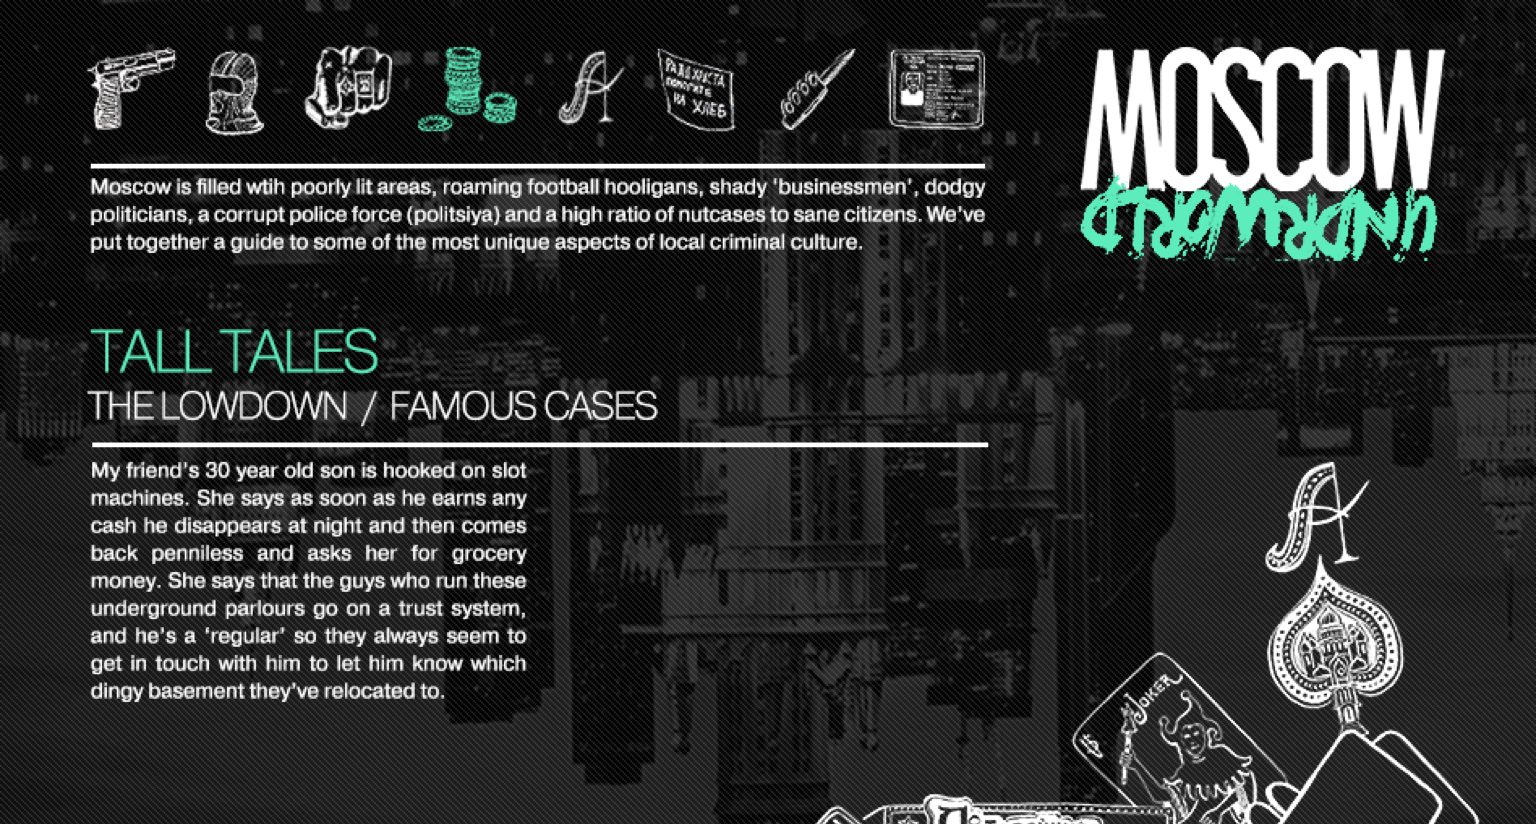 A
РАДИ ХРИСТА
ПОМОГИТЕ
НА ХЛЕБ
MOSCOW
UNDERWORLD
Moscow is filled wtih poorly lit areas, roaming football hooligans, shady ‘businessmen’, dodgy
politicians, a corrupt police force (politsiya) and a high ratio of nutcases to sane citizens. We’ve
put together a guide to some of the most unique aspects of local criminal culture.
TALL TALES
THE LOWDOWN / FAMOUS CASES
My friend's 30 year old son is hooked on slot
machines. She says as soon as he earns any
cash he disappears at night and then comes
back penniless and asks her for grocery
money. She says that the guys who run these
underground parlours go on a trust system,
and he's a ‘regular’ so they always seem to
get in touch with him to let him know which
dingy basement they’ve relocated to.
A
JOKER